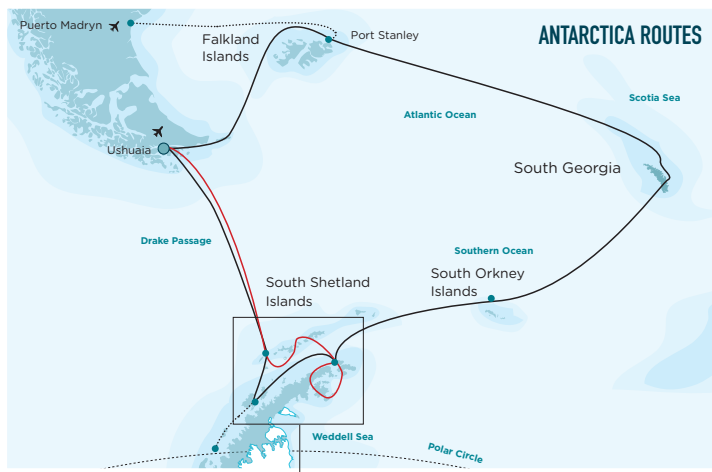 Puerto Madryn
Falkland
Islands
Port Stanley
ANTARCTICA ROUTES
Scotia Sea
Atlantic Ocean
Ushuaia
South Georgia
Drake Passage
Southern Ocean
South Shetland
Islands
South Orkney
Islands
Weddell Sea
Polar Circle